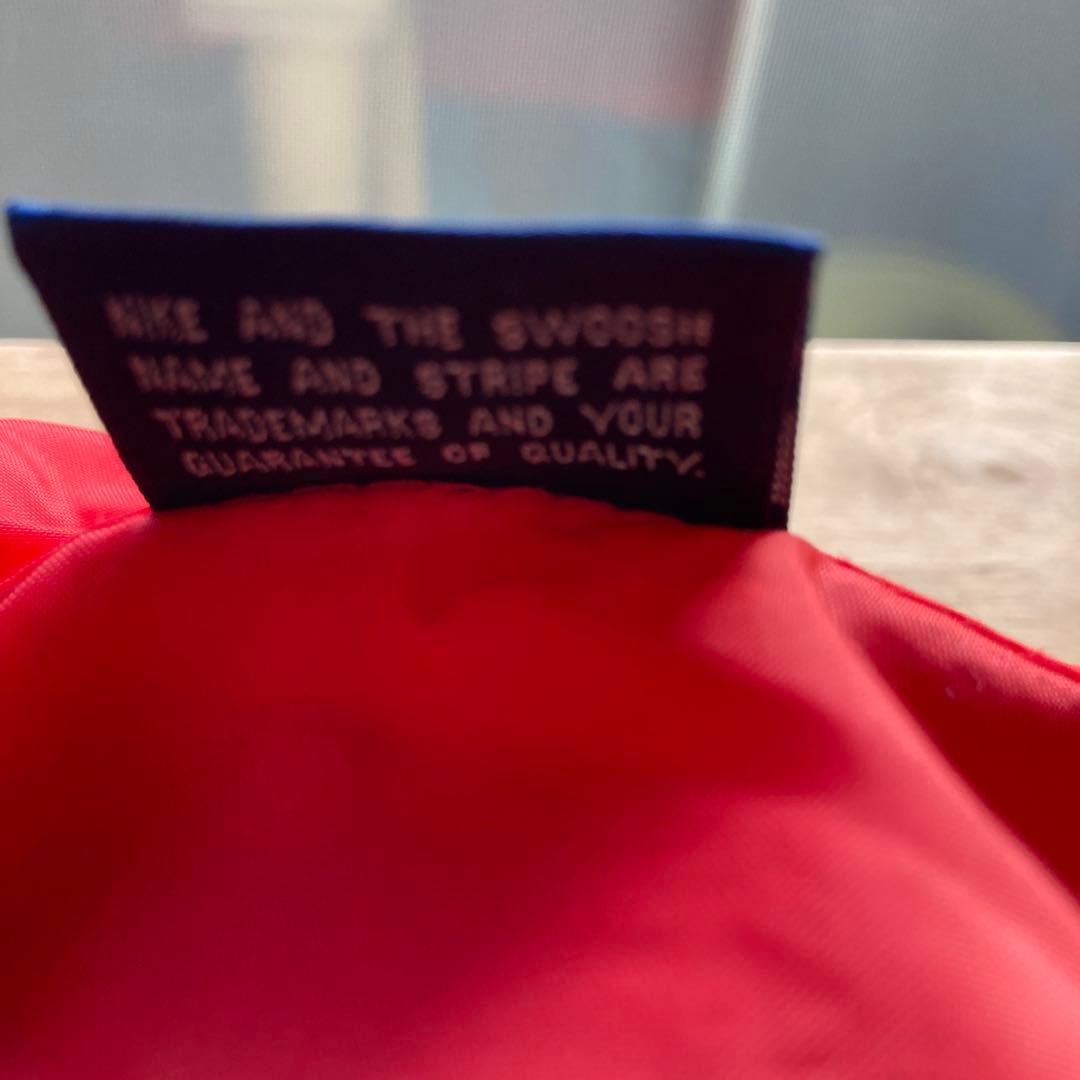 NIKE AND THE SWOOSH
NAME AND STRIPE ARE
TRADEMARKS AND YOUR
GUARANTEE OF QUALITY.